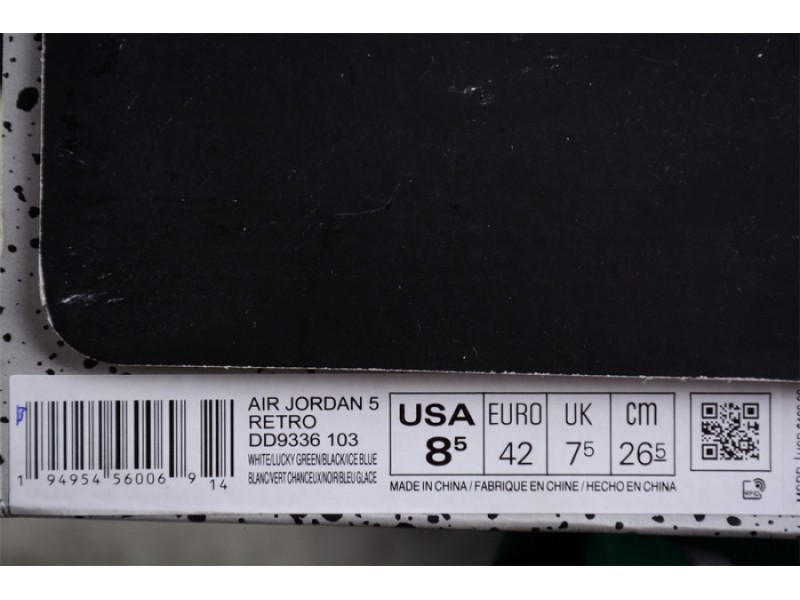 AIR JORDAN 5
RETRO
DD9336 103
WHITE/LUCKY GREEN/BLACK/ICE BLUE
BLANC/VERT CHANCEUX/NOIR/BLEU GLACE
1 94954 56006 9 14
USA EURO UK cm
8⁵ 42 7⁵ 26⁵
MADE IN CHINA / FABRIQUE EN CHINE / HECHO EN CHINA
RFID